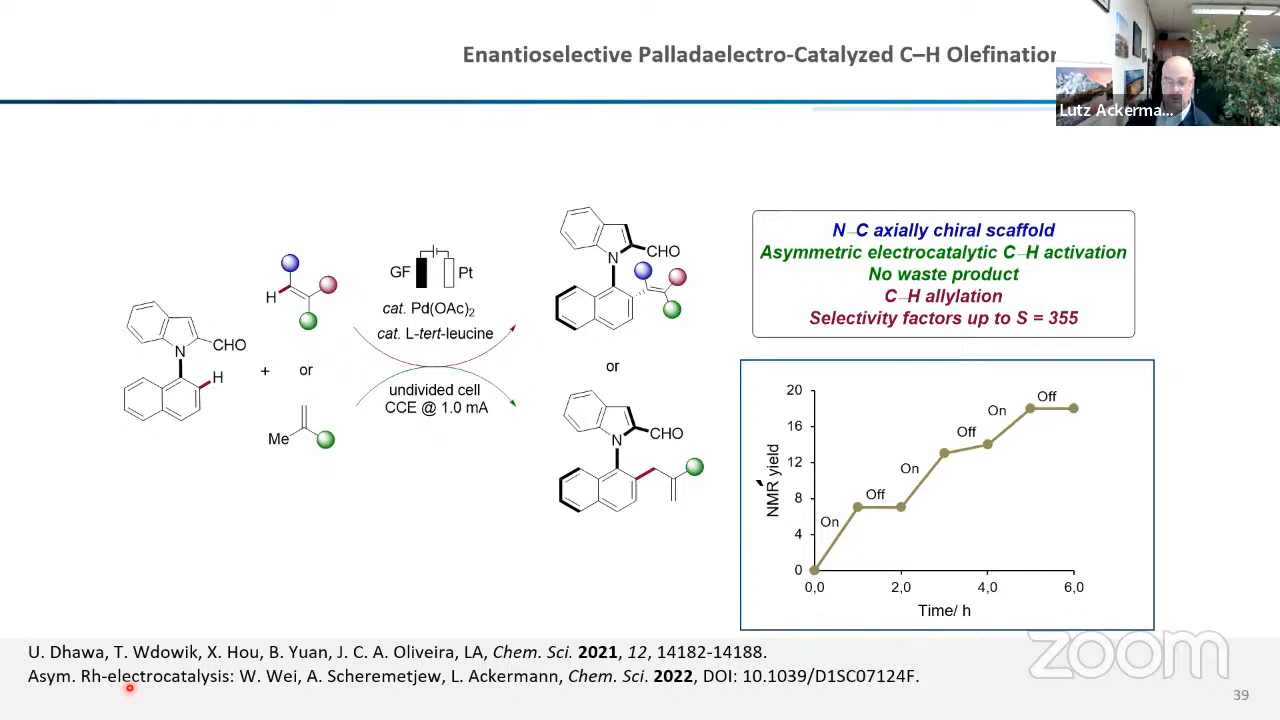 Enantioselective Palladaelectro-Catalyzed C–H Olefination
Lutz Ackerma...
N–C axially chiral scaffold
Asymmetric electrocatalytic C–H activation
No waste product
C–H allylation
Selectivity factors up to S = 355
H
N
CHO
H
+
or
Me
GF
Pt
cat. Pd(OAc)2
cat. L-tert-leucine
undivided cell
CCE @ 1.0 mA
N
CHO
or
N
CHO
NMR yield
20
16
12
8
4
0
On
Off
On
Off
On
Off
0,0
2,0
4,0
6,0
Time/ h
U. Dhawa, T. Wdowik, X. Hou, B. Yuan, J. C. A. Oliveira, LA, Chem. Sci. 2021, 12, 14182-14188.
Asym. Rh-electrocatalysis: W. Wei, A. Scheremetjew, L. Ackermann, Chem. Sci. 2022, DOI: 10.1039/D1SC07124F.
zoom
39